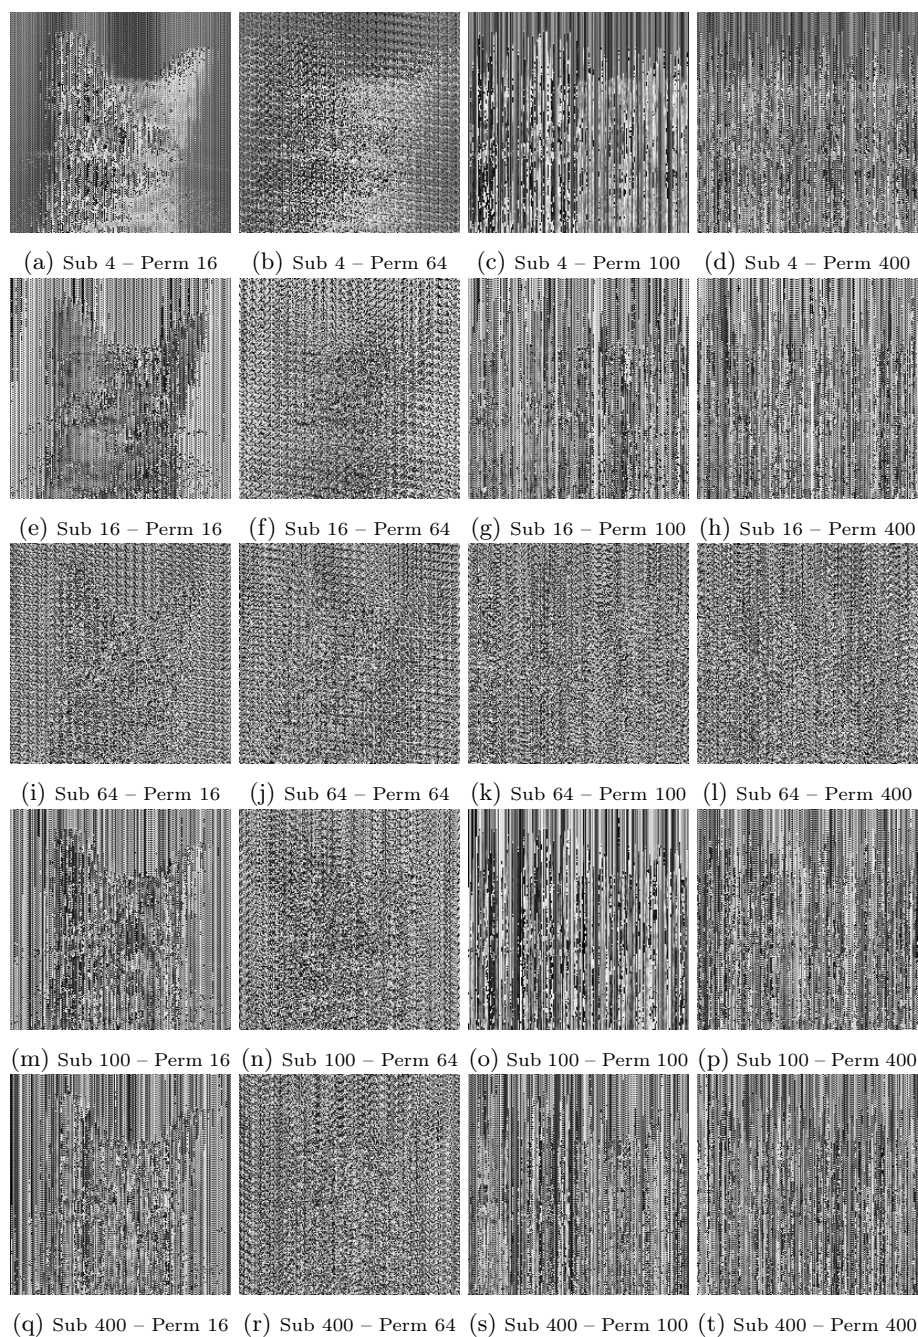 (a) Sub 4 – Perm 16 (b) Sub 4 – Perm 64 (c) Sub 4 – Perm 100 (d) Sub 4 – Perm 400
(e) Sub 16 – Perm 16 (f) Sub 16 – Perm 64 (g) Sub 16 – Perm 100 (h) Sub 16 – Perm 400
(i) Sub 64 – Perm 16 (j) Sub 64 – Perm 64 (k) Sub 64 – Perm 100 (l) Sub 64 – Perm 400
(m) Sub 100 – Perm 16 (n) Sub 100 – Perm 64 (o) Sub 100 – Perm 100 (p) Sub 100 – Perm 400
(q) Sub 400 – Perm 16 (r) Sub 400 – Perm 64 (s) Sub 400 – Perm 100 (t) Sub 400 – Perm 400